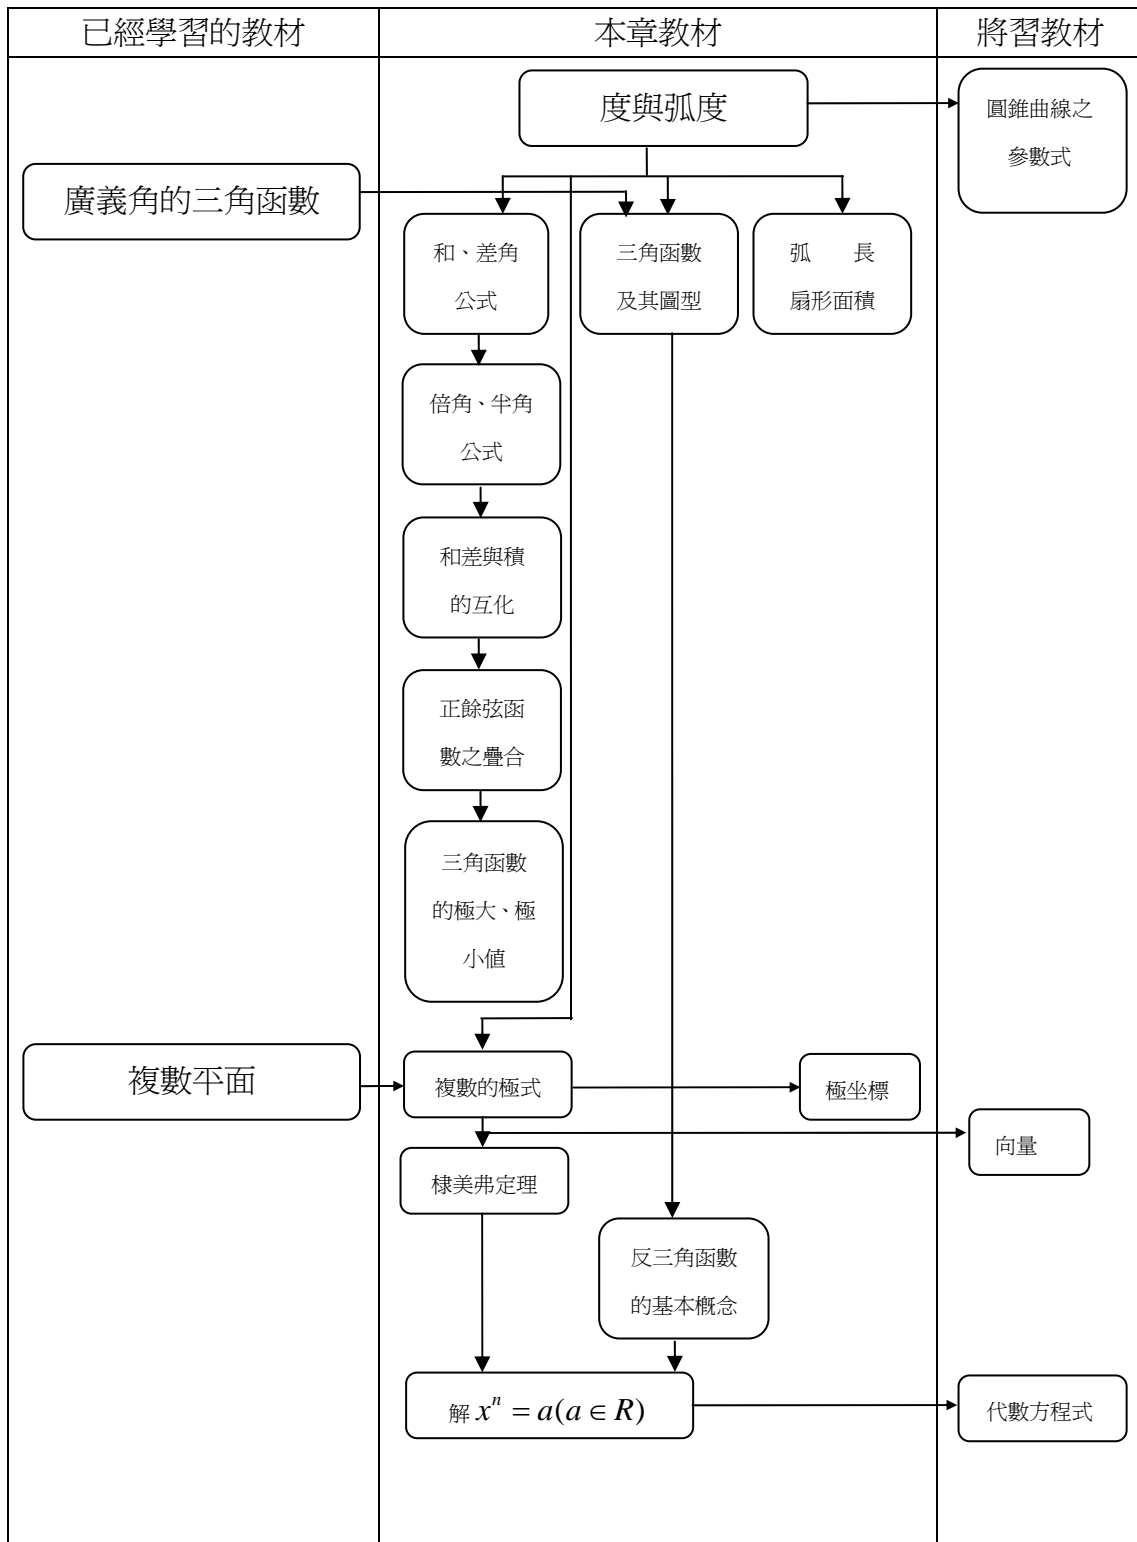 已經學習的教材
本章教材
將習教材
度與弧度
圓錐曲線之
參數式
廣義角的三角函數
和、差角
公式
三角函數
及其圖型
弧 長
扇形面積
倍角、半角
公式
和差與積
的互化
正餘弦函
數之疊合
三角函數
的極大、極
小值
複數平面
複數的極式
極坐標
向量
棣美弗定理
反三角函數
的基本概念
解 xⁿ = a(a ∈ R)
代數方程式